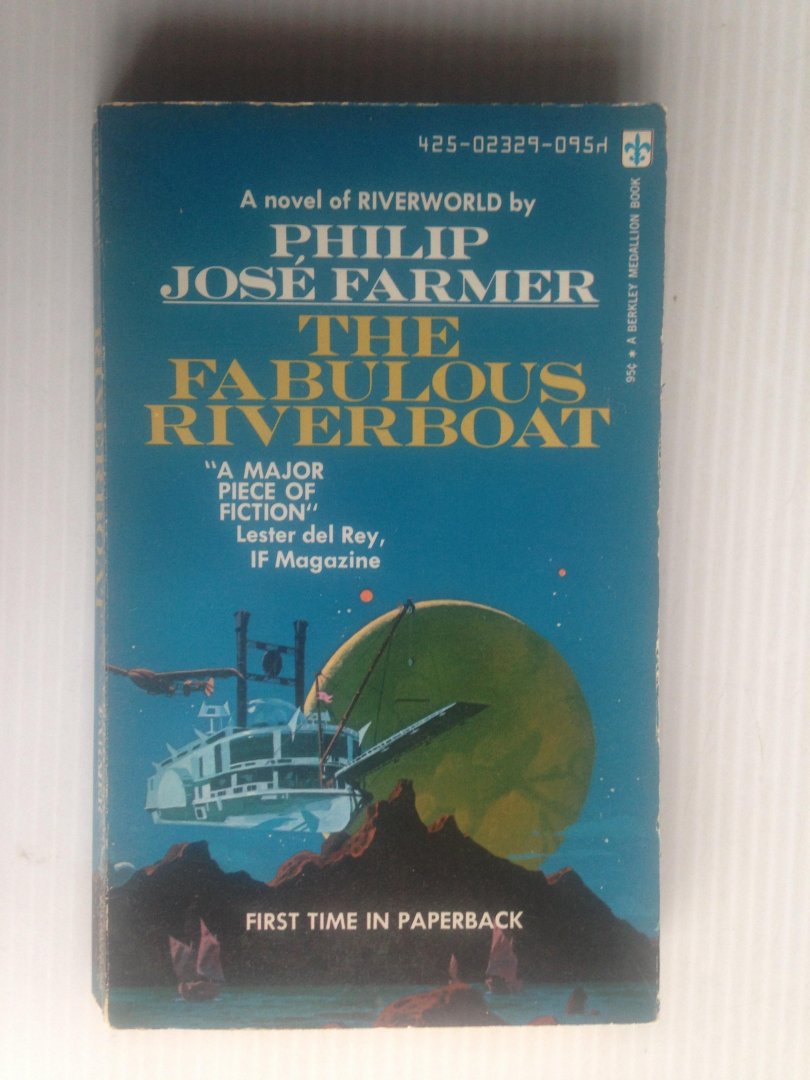 425-02329-095
A novel of RIVERWORLD by
PHILIP
JOSÉ FARMER
THE
FABULOUS
RIVERBOAT
"A MAJOR
PIECE OF
FICTION"
Lester del Rey,
IF Magazine
FIRST TIME IN PAPERBACK
95¢ * A BERKLEY MEDALLION BOOK